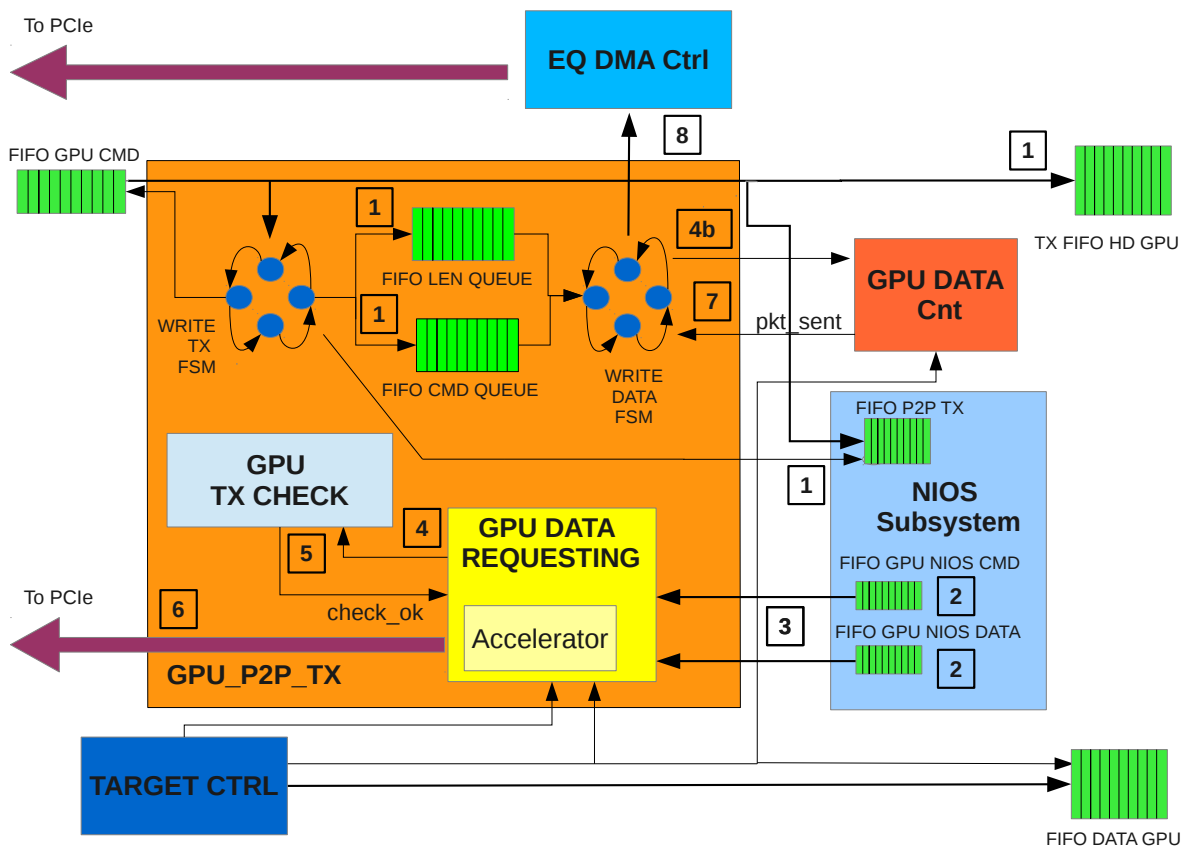 To PCIe
EQ DMA Ctrl
8
FIFO GPU CMD
1
TX FIFO HD GPU
1
FIFO LEN QUEUE
4b
GPU DATA
Cnt
1
7
pkt_sent
WRITE
TX
FSM
FIFO CMD QUEUE
WRITE
DATA
FSM
FIFO P2P TX
GPU
TX CHECK
1
NIOS
Subsystem
4
5
GPU DATA
REQUESTING
FIFO GPU NIOS CMD
2
To PCIe
6
check_ok
Accelerator
3
FIFO GPU NIOS DATA
2
GPU_P2P_TX
TARGET CTRL
FIFO DATA GPU